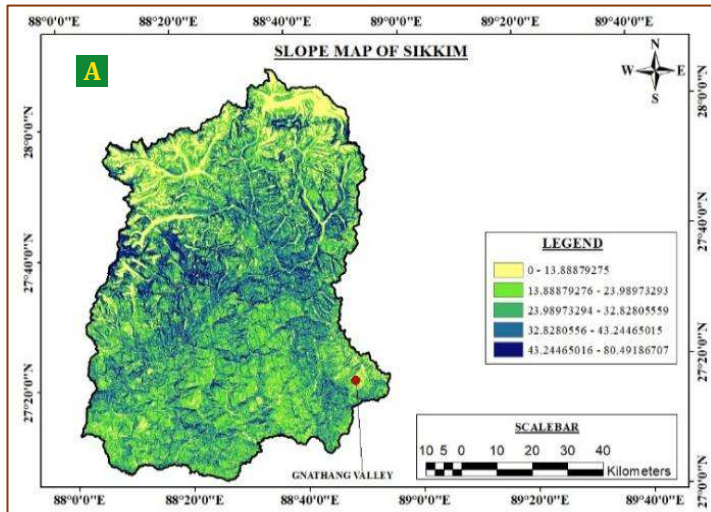 88°0'0"E 88°20'0"E 88°40'0"E 89°0'0"E 89°20'0"E 89°40'0"E
SLOPE MAP OF SIKKIM
A
N
W E
S
28°0'0"N
27°40'0"N
27°20'0"N
28°0'0"N
27°40'0"N
27°20'0"N
27°0'0"N
LEGEND
0 - 13.88879275
13.88879276 - 23.98973293
23.98973294 - 32.82805559
32.8280556 - 43.24465015
43.24465016 - 80.49186707
SCALEBAR
10 5 0 10 20 30 40
Kilometers
GNATHANG VALLEY
88°0'0"E 88°20'0"E 88°40'0"E 89°0'0"E 89°20'0"E 89°40'0"E